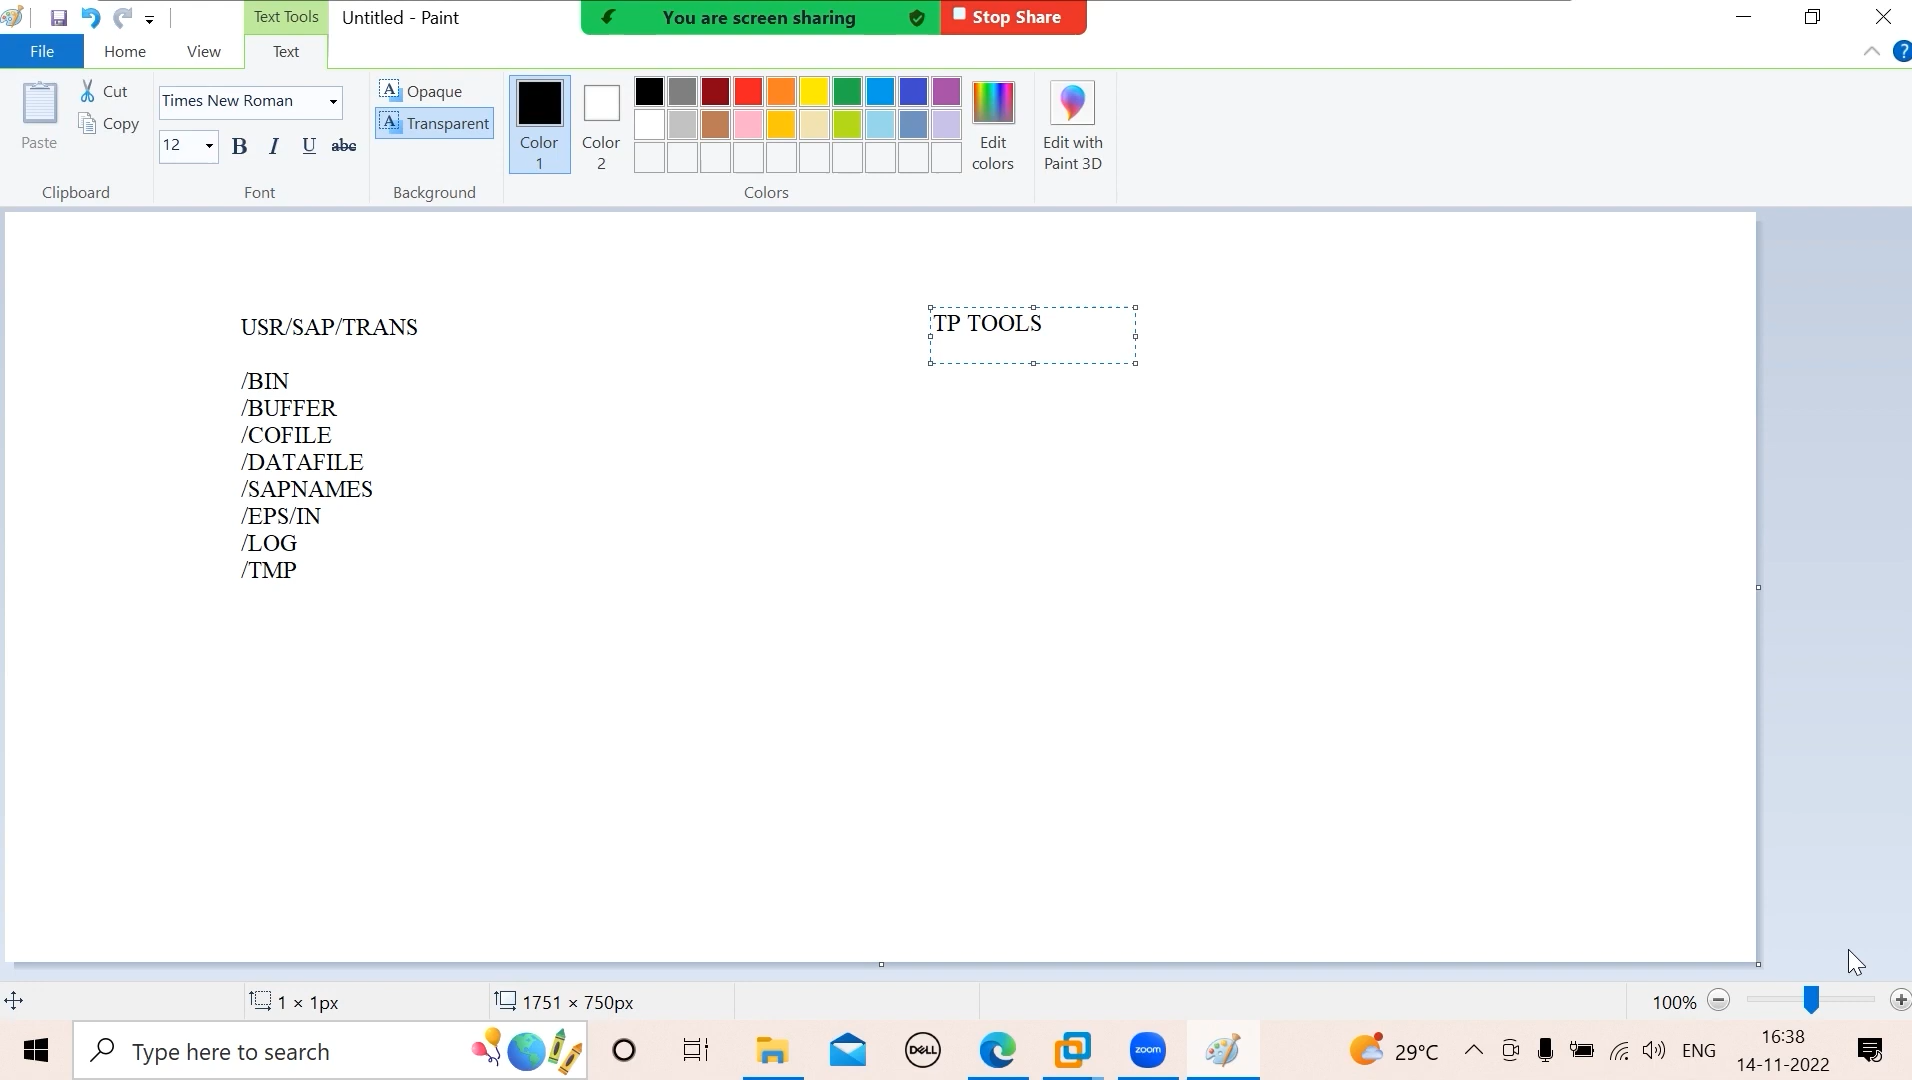 Text Tools
Untitled - Paint
You are screen sharing
Stop Share
File
Home
View
Text
?
Paste
Cut
Copy
Clipboard
Times New Roman
12
B I U abc
Font
A Opaque
A Transparent
Background
Color 1
Color 2
Edit colors
Colors
Edit with Paint 3D
USR/SAP/TRANS
/BIN
/BUFFER
/COFILE
/DATAFILE
/SAPNAMES
/EPS/IN
/LOG
/TMP
TP TOOLS
1 × 1px
1751 × 750px
100%
Type here to search
DELL
zoom
29°C
ENG
16:38
14-11-2022